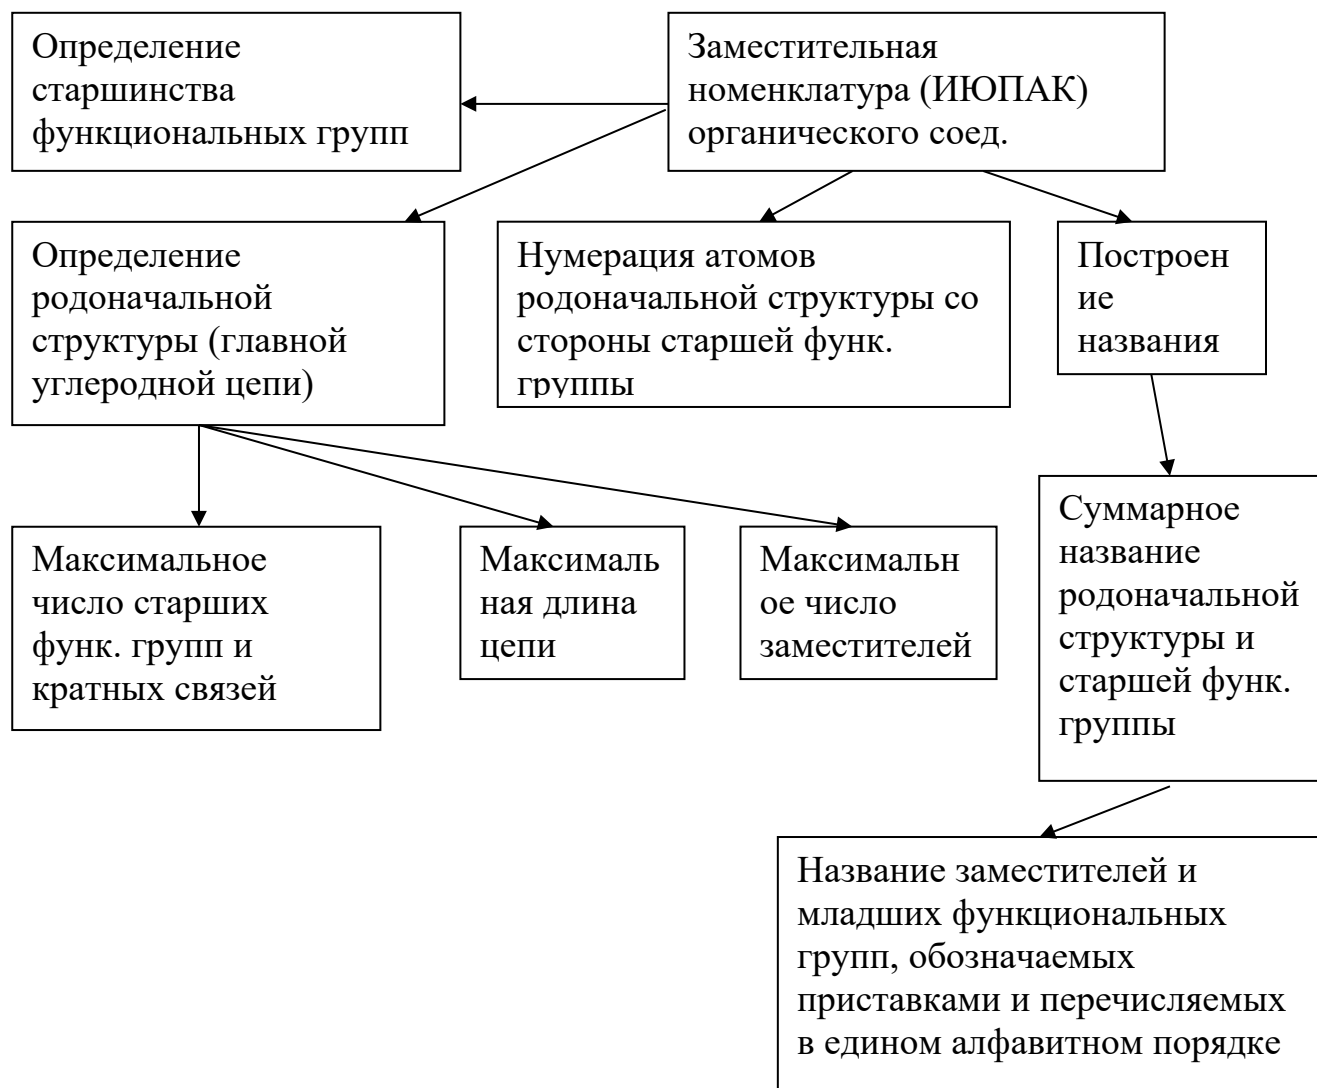 Определение
старшинства
функциональных групп
Заместительная
номенклатура (ИЮПАК)
органического соед.
Определение
родоначальной
структуры (главной
углеродной цепи)
Нумерация атомов
родоначальной структуры со
стороны старшей функ.
группы
Построен
ие
названия
Максимальное
число старших
функ. групп и
кратных связей
Максималь
ная длина
цепи
Максимальн
ое число
заместителей
Суммарное
название
родоначальной
структуры и
старшей функ.
группы
Название заместителей и
младших функциональных
групп, обозначаемых
приставками и перечисляемых
в едином алфавитном порядке